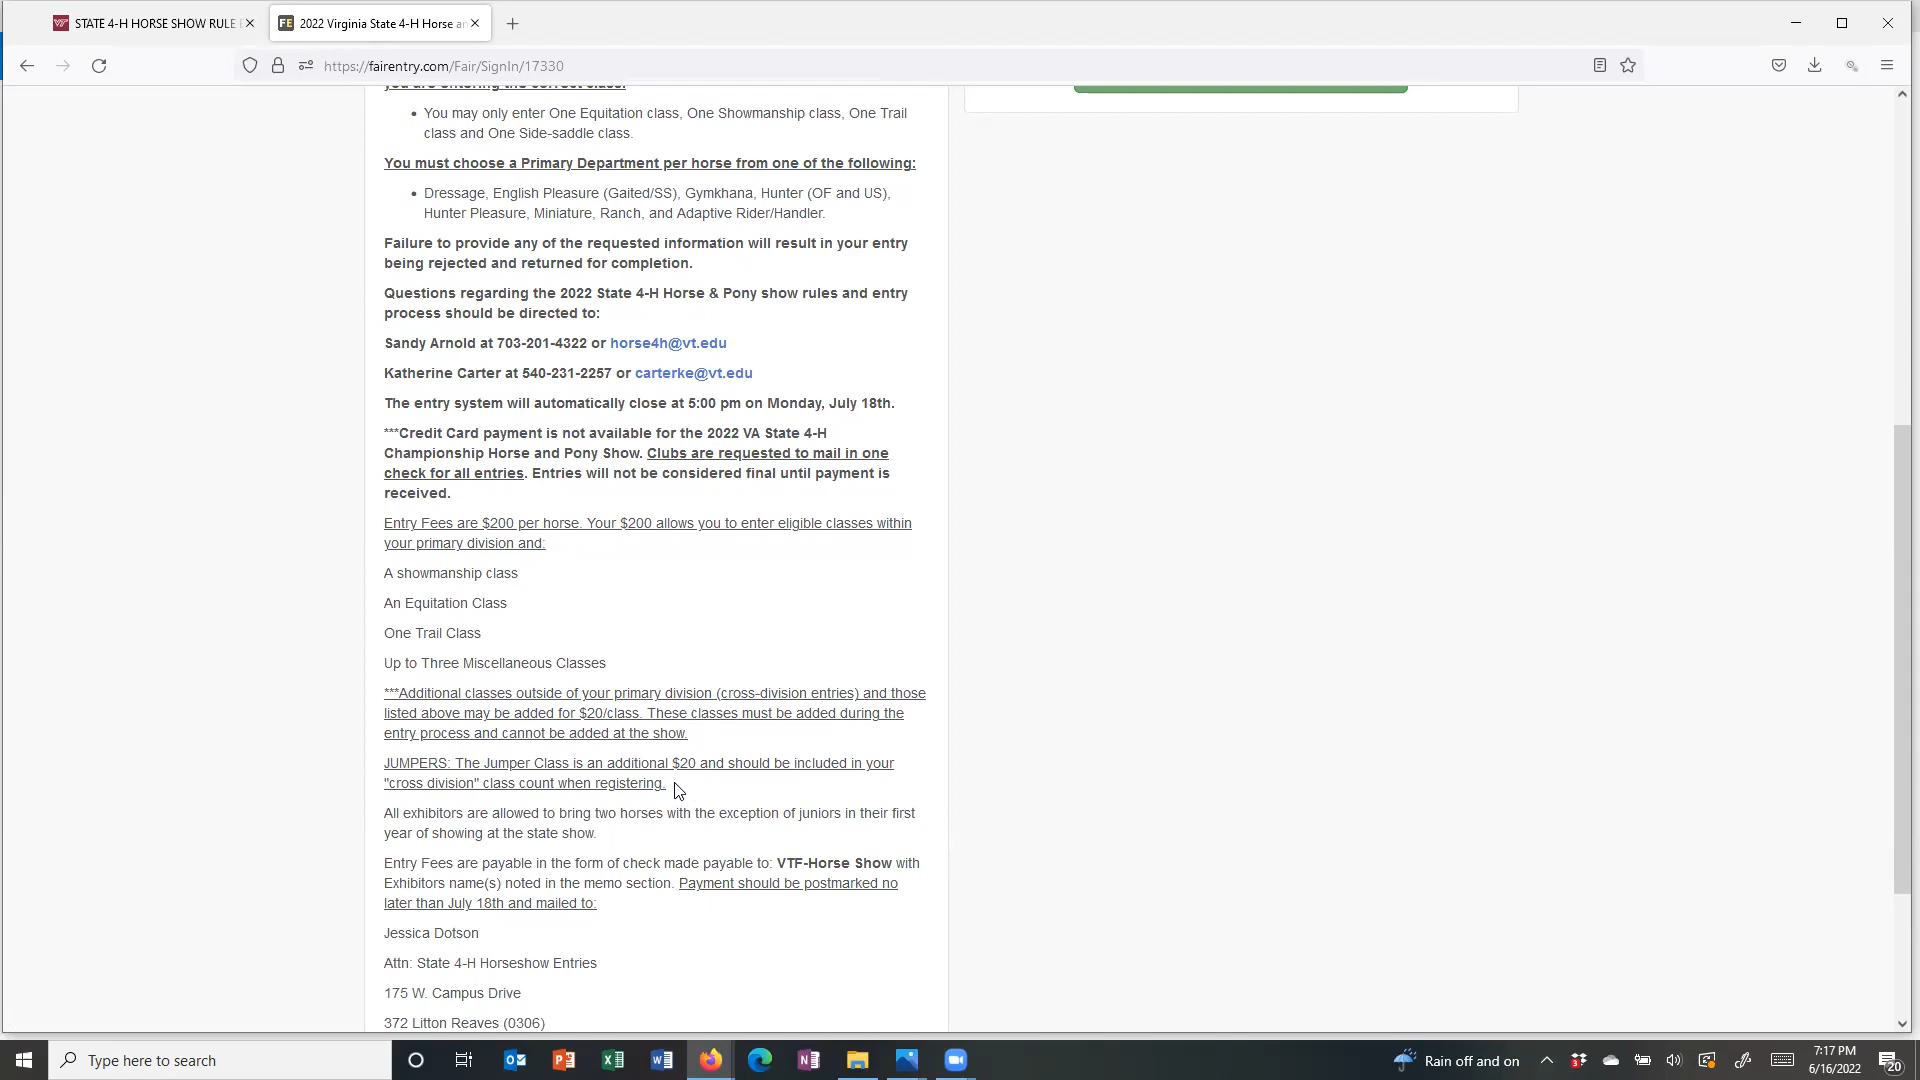 STATE 4-H HORSE SHOW RULE
2022 Virginia State 4-H Horse an
https://fairentry.com/Fair/SignIn/17330
you are entering the correct class.
• You may only enter One Equitation class, One Showmanship class, One Trail
class and One Side-saddle class.
You must choose a Primary Department per horse from one of the following:
• Dressage, English Pleasure (Gaited/SS), Gymkhana, Hunter (OF and US),
Hunter Pleasure, Miniature, Ranch, and Adaptive Rider/Handler.
Failure to provide any of the requested information will result in your entry
being rejected and returned for completion.
Questions regarding the 2022 State 4-H Horse & Pony show rules and entry
process should be directed to:
Sandy Arnold at 703-201-4322 or horse4h@vt.edu
Katherine Carter at 540-231-2257 or carterke@vt.edu
The entry system will automatically close at 5:00 pm on Monday, July 18th.
***Credit Card payment is not available for the 2022 VA State 4-H
Championship Horse and Pony Show. Clubs are requested to mail in one
check for all entries. Entries will not be considered final until payment is
received.
Entry Fees are $200 per horse. Your $200 allows you to enter eligible classes within
your primary division and:
A showmanship class
An Equitation Class
One Trail Class
Up to Three Miscellaneous Classes
***Additional classes outside of your primary division (cross-division entries) and those
listed above may be added for $20/class. These classes must be added during the
entry process and cannot be added at the show.
JUMPERS: The Jumper Class is an additional $20 and should be included in your
"cross division" class count when registering.
All exhibitors are allowed to bring two horses with the exception of juniors in their first
year of showing at the state show.
Entry Fees are payable in the form of check made payable to: VTF-Horse Show with
Exhibitors name(s) noted in the memo section. Payment should be postmarked no
later than July 18th and mailed to:
Jessica Dotson
Attn: State 4-H Horseshow Entries
175 W. Campus Drive
372 Litton Reaves (0306)
Type here to search
Rain off and on
7:17 PM
6/16/2022
20